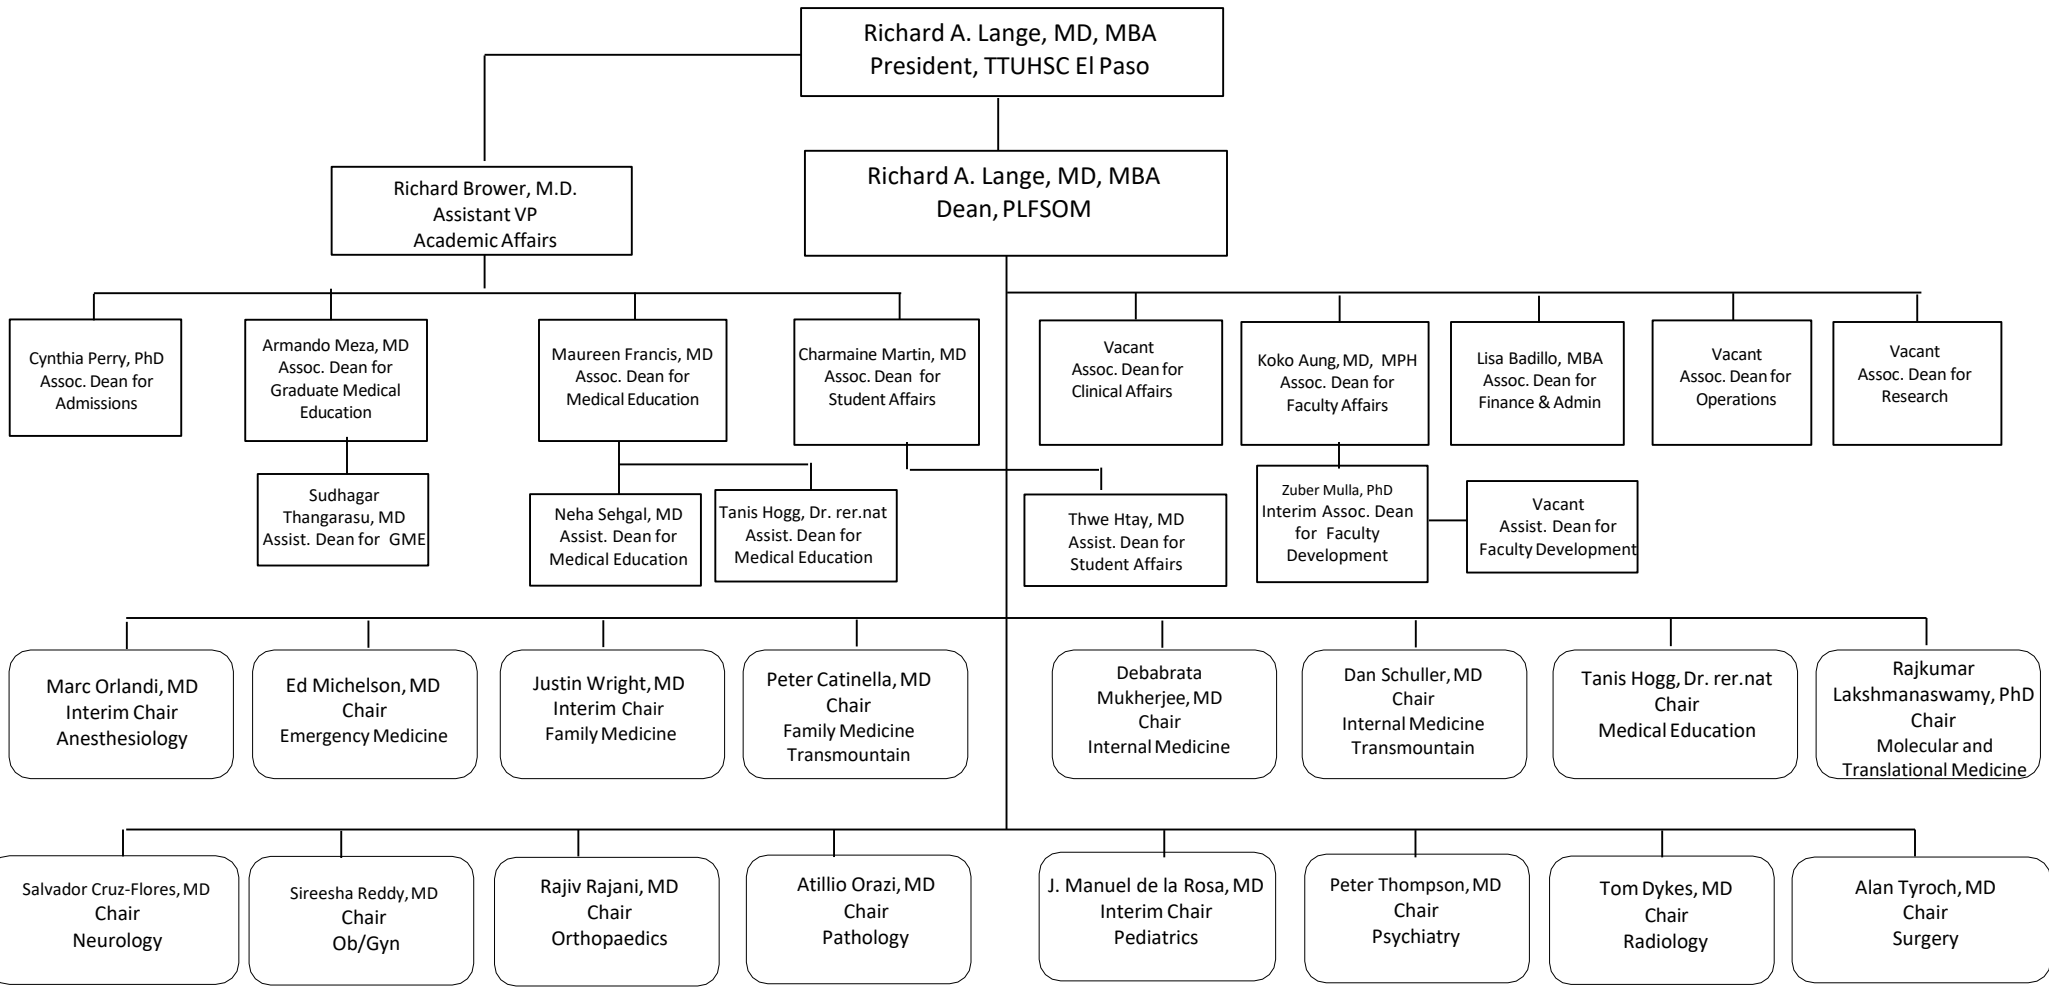 Richard A. Lange, MD, MBA
President, TTUHSC El Paso
Richard Brower, M.D.
Assistant VP
Academic Affairs
Richard A. Lange, MD, MBA
Dean, PLFSOM
Cynthia Perry, PhD
Assoc. Dean for
Admissions
Armando Meza, MD
Assoc. Dean for
Graduate Medical
Education
Maureen Francis, MD
Assoc. Dean for
Medical Education
Charmaine Martin, MD
Assoc. Dean for
Student Affairs
Vacant
Assoc. Dean for
Clinical Affairs
Koko Aung, MD, MPH
Assoc. Dean for
Faculty Affairs
Lisa Badillo, MBA
Assoc. Dean for
Finance & Admin
Vacant
Assoc. Dean for
Operations
Vacant
Assoc. Dean for
Research
Sudhagar
Thangarasu, MD
Assist. Dean for GME
Neha Sehgal, MD
Assist. Dean for
Medical Education
Tanis Hogg, Dr. rer.nat
Assist. Dean for
Medical Education
Thwe Htay, MD
Assist. Dean for
Student Affairs
Zuber Mulla, PhD
Interim Assoc. Dean
for Faculty
Development
Vacant
Assist. Dean for
Faculty Development
Marc Orlandi, MD
Interim Chair
Anesthesiology
Ed Michelson, MD
Chair
Emergency Medicine
Justin Wright, MD
Interim Chair
Family Medicine
Peter Catinella, MD
Chair
Family Medicine
Transmountain
Debabrata
Mukherjee, MD
Chair
Internal Medicine
Dan Schuller, MD
Chair
Internal Medicine
Transmountain
Tanis Hogg, Dr. rer.nat
Chair
Medical Education
Rajkumar
Lakshmanaswamy, PhD
Chair
Molecular and
Translational Medicine
Salvador Cruz-Flores, MD
Chair
Neurology
Sireesha Reddy, MD
Chair
Ob/Gyn
Rajiv Rajani, MD
Chair
Orthopaedics
Atillio Orazi, MD
Chair
Pathology
J. Manuel de la Rosa, MD
Interim Chair
Pediatrics
Peter Thompson, MD
Chair
Psychiatry
Tom Dykes, MD
Chair
Radiology
Alan Tyroch, MD
Chair
Surgery